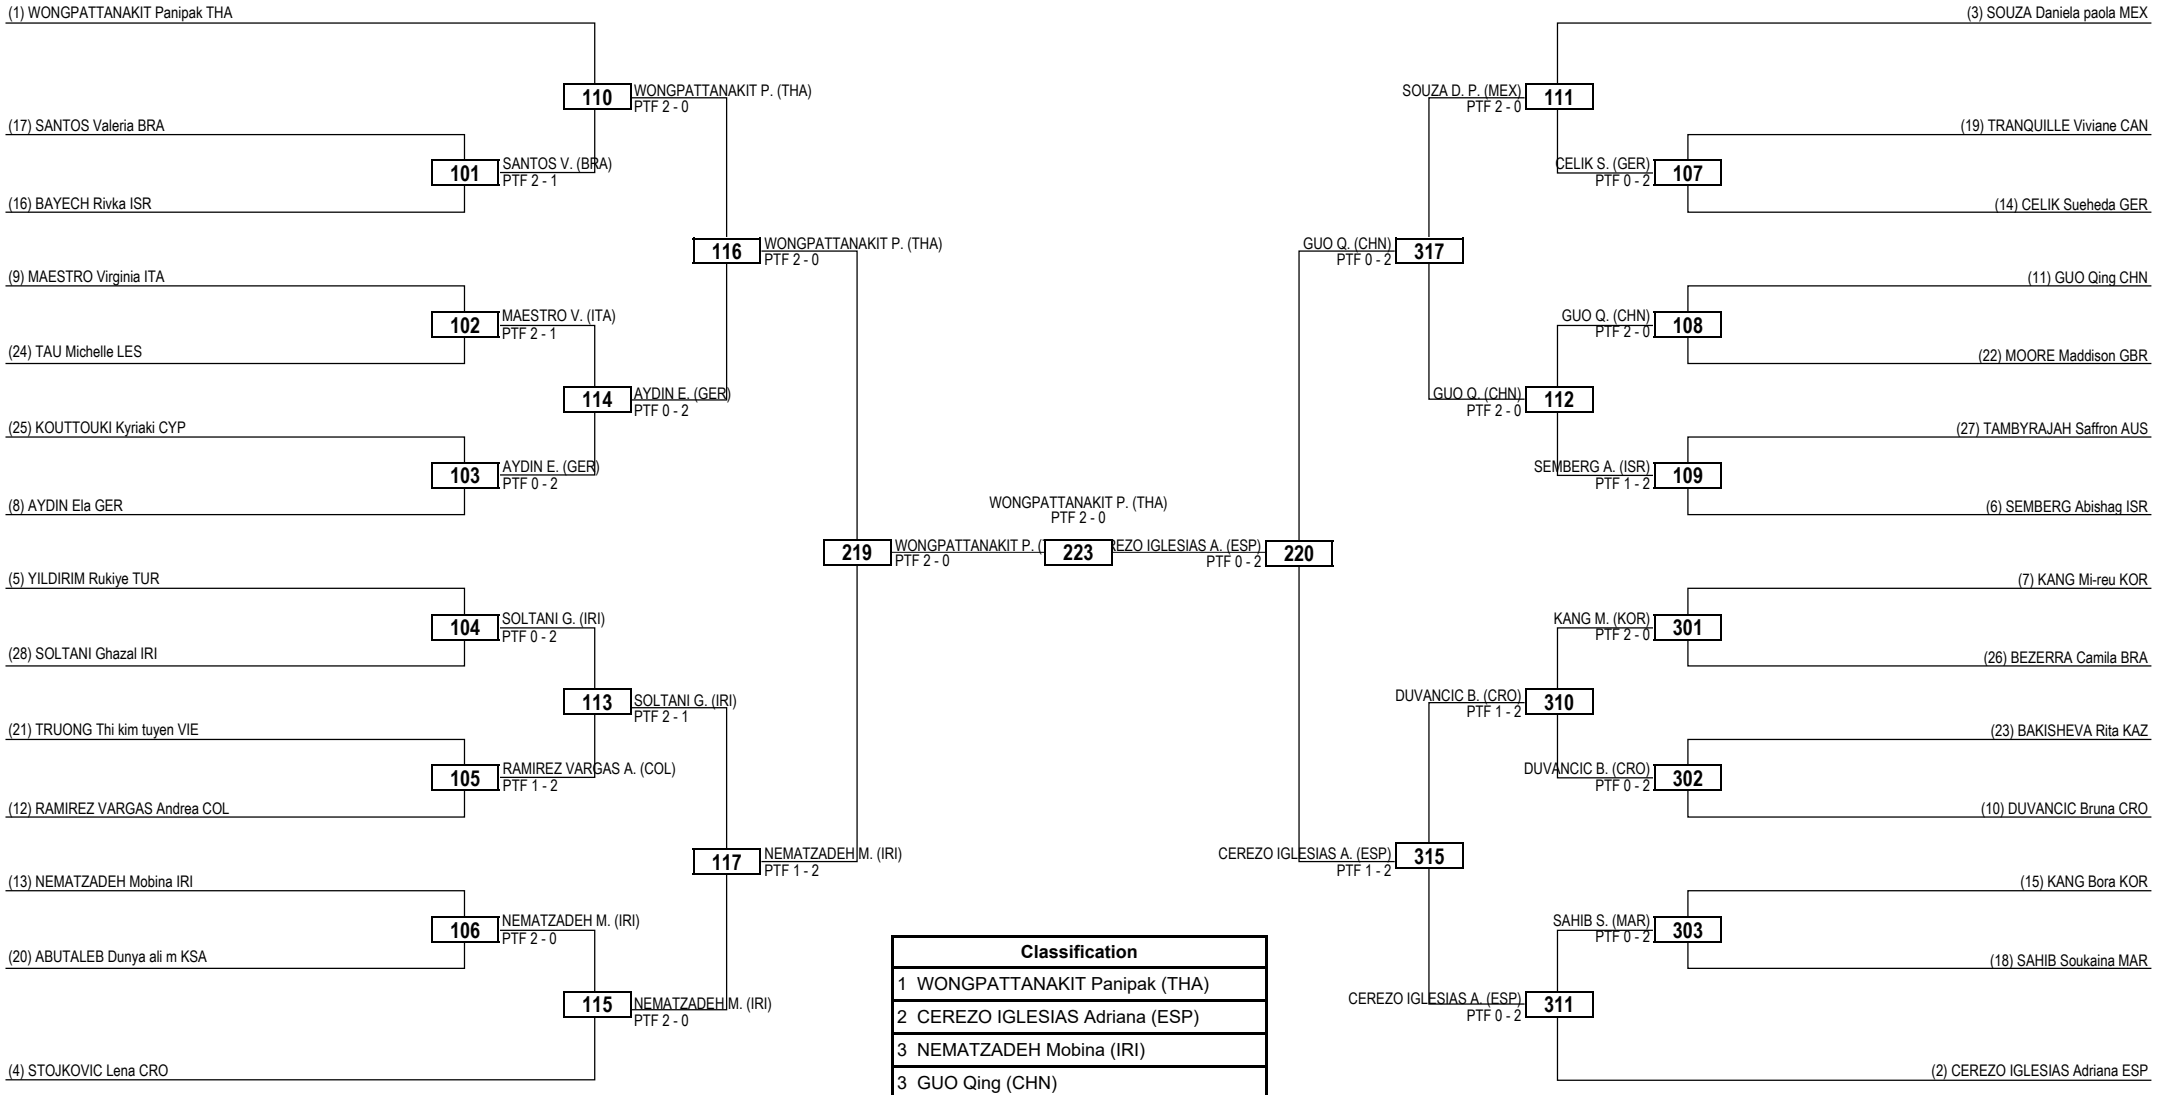 (1) WONGPATTANAKIT Panipak THA
110
WONGPATTANAKIT P. (THA)
PTF 2 - 0
(17) SANTOS Valeria BRA
101
SANTOS V. (BRA)
PTF 2 - 1
(16) BAYECH Rivka ISR
116
WONGPATTANAKIT P. (THA)
PTF 2 - 0
(9) MAESTRO Virginia ITA
102
MAESTRO V. (ITA)
PTF 2 - 1
(24) TAU Michelle LES
114
AYDIN E. (GER)
PTF 0 - 2
(25) KOUTTOUKI Kyriaki CYP
103
AYDIN E. (GER)
PTF 0 - 2
(8) AYDIN Ela GER
219
WONGPATTANAKIT P. (
PTF 2 - 0
(5) YILDIRIM Rukiye TUR
104
SOLTANI G. (IRI)
PTF 0 - 2
(28) SOLTANI Ghazal IRI
113
SOLTANI G. (IRI)
PTF 2 - 1
(21) TRUONG Thi kim tuyen VIE
105
RAMIREZ VARGAS A. (COL)
PTF 1 - 2
(12) RAMIREZ VARGAS Andrea COL
117
NEMATZADEH M. (IRI)
PTF 1 - 2
(13) NEMATZADEH Mobina IRI
106
NEMATZADEH M. (IRI)
PTF 2 - 0
(20) ABUTALEB Dunya ali m KSA
115
NEMATZADEH M. (IRI)
PTF 2 - 0
(4) STOJKOVIC Lena CRO
WONGPATTANAKIT P. (THA)
PTF 2 - 0
223
REZO IGLESIAS A. (ESP)
PTF 0 - 2
220
(3) SOUZA Daniela paola MEX
SOUZA D. P. (MEX)
PTF 2 - 0
111
(19) TRANQUILLE Viviane CAN
CELIK S. (GER)
PTF 0 - 2
107
(14) CELIK Sueheda GER
GUO Q. (CHN)
PTF 0 - 2
317
(11) GUO Qing CHN
GUO Q. (CHN)
PTF 2 - 0
108
(22) MOORE Maddison GBR
GUO Q. (CHN)
PTF 2 - 0
112
(27) TAMBYRAJAH Saffron AUS
SEMBERG A. (ISR)
PTF 1 - 2
109
(6) SEMBERG Abishag ISR
(7) KANG Mi-reu KOR
KANG M. (KOR)
PTF 2 - 0
301
(26) BEZERRA Camila BRA
DUVANCIC B. (CRO)
PTF 1 - 2
310
(23) BAKISHEVA Rita KAZ
DUVANCIC B. (CRO)
PTF 0 - 2
302
(10) DUVANCIC Bruna CRO
CEREZO IGLESIAS A. (ESP)
PTF 1 - 2
315
(15) KANG Bora KOR
SAHIB S. (MAR)
PTF 0 - 2
303
(18) SAHIB Soukaina MAR
CEREZO IGLESIAS A. (ESP)
PTF 0 - 2
311
(2) CEREZO IGLESIAS Adriana ESP
Classification
1 WONGPATTANAKIT Panipak (THA)
2 CEREZO IGLESIAS Adriana (ESP)
3 NEMATZADEH Mobina (IRI)
3 GUO Qing (CHN)